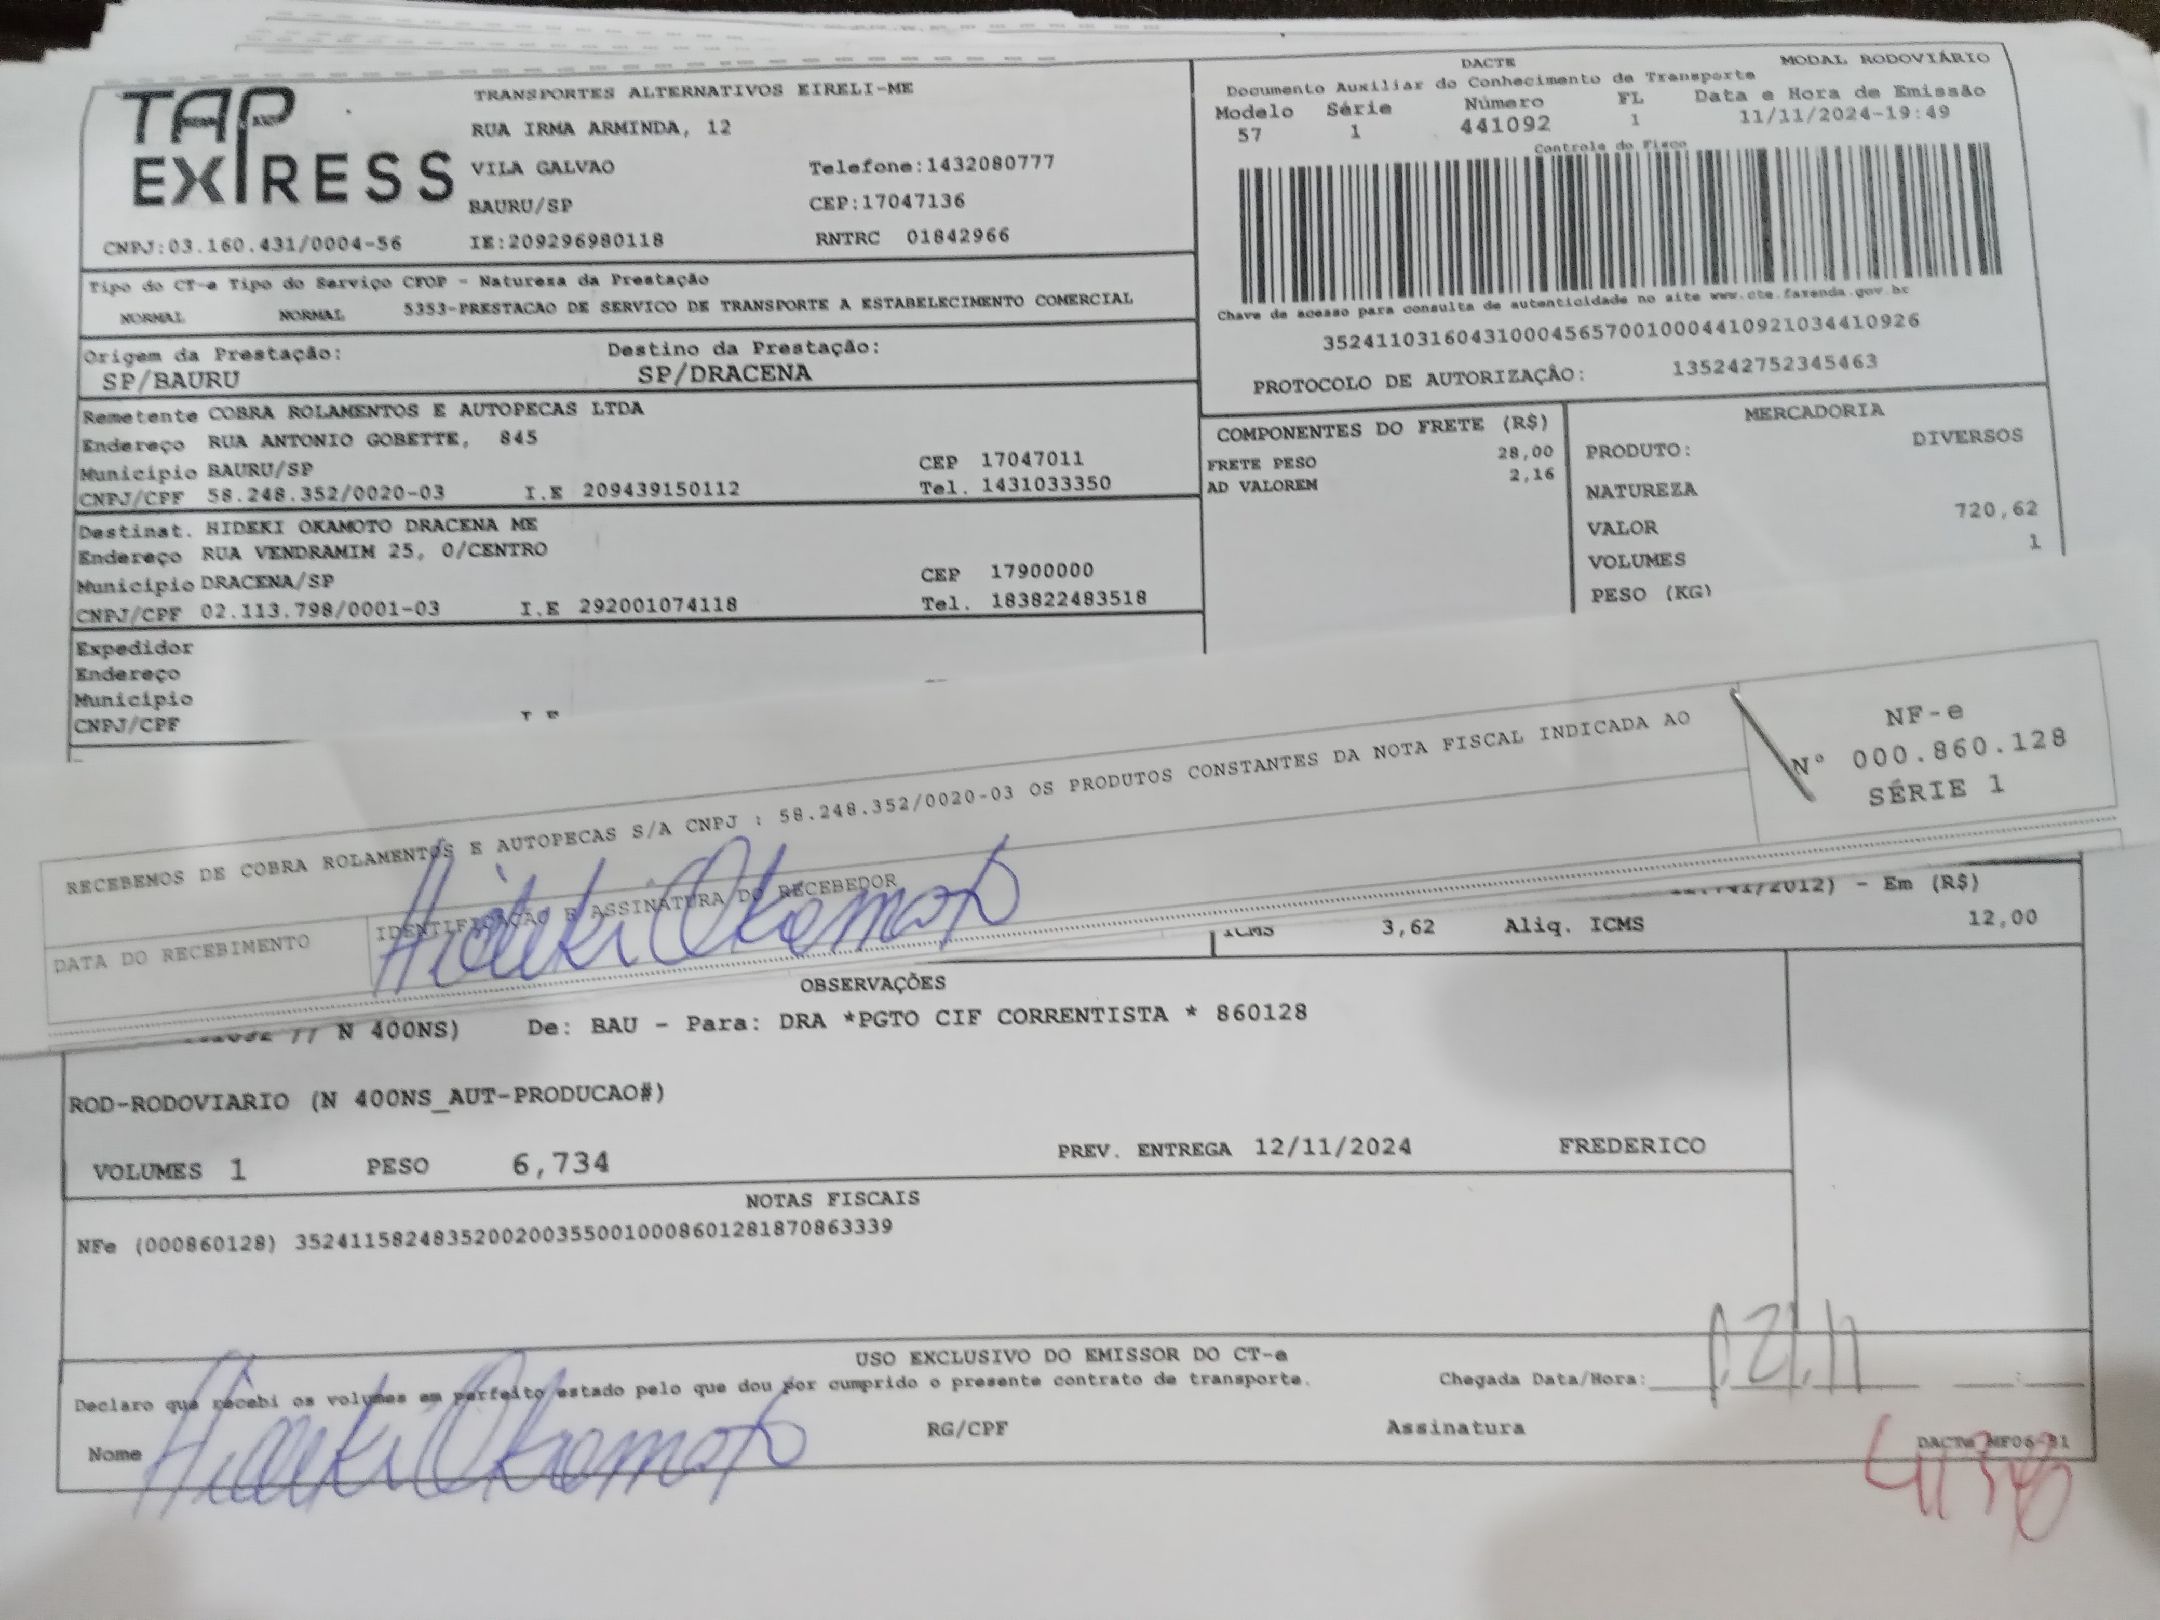 TAP EXPRESS
TRANSPORTES ALTERNATIVOS EIRELI-ME
RUA IRMA ARMINDA, 12
VILA GALVAO Telefone:1432080777
BAURU/SP CEP:17047136
CNPJ:03.160.431/0004-56 IE:209296980118 RNTRC 01842966
DACTE MODAL RODOVIÁRIO
Documento Auxiliar do Conhecimento de Transporte
Modelo Série Número FL Data e Hora de Emissão
57 1 441092 1 11/11/2024-19:49
Controle do Fisco
Chave de acesso para consulta de autenticidade no site www.cte.fazenda.gov.br
35241103160431000456570010004410921034410926
PROTOCOLO DE AUTORIZAÇÃO: 135242752345463
Tipo do CT-e Tipo do Serviço CFOP - Natureza da Prestação
NORMAL NORMAL 5353-PRESTACAO DE SERVICO DE TRANSPORTE A ESTABELECIMENTO COMERCIAL
Origem da Prestação: Destino da Prestação:
SP/BAURU SP/DRACENA
Remetente COBRA ROLAMENTOS E AUTOPECAS LTDA
Endereço RUA ANTONIO GOBETTE, 845
Município BAURU/SP CEP 17047011
CNPJ/CPF 58.248.352/0020-03 I.E 209439150112 Tel. 1431033350
Destinat. HIDEKI OKAMOTO DRACENA ME
Endereço RUA VENDRAMIM 25, 0/CENTRO
Município DRACENA/SP CEP 17900000
CNPJ/CPF 02.113.798/0001-03 I.E 292001074118 Tel. 183822483518
Expedidor
Endereço
Município
CNPJ/CPF
COMPONENTES DO FRETE (R$)
FRETE PESO 28,00
AD VALOREM 2,16
MERCADORIA
PRODUTO: DIVERSOS
NATUREZA
VALOR 720,62
VOLUMES 1
PESO (KG)
RECEBEMOS DE COBRA ROLAMENTOS E AUTOPECAS S/A CNPJ : 58.248.352/0020-03 OS PRODUTOS CONSTANTES DA NOTA FISCAL INDICADA AO
NF-e
N° 000.860.128
SÉRIE 1
DATA DO RECEBIMENTO IDENTIFICAÇÃO E ASSINATURA DO RECEBEDOR
Hideki Okamoto
/2012) - Em (R$)
ICMS 3,62 Aliq. ICMS 12,00
OBSERVAÇÕES
N 400NS) De: BAU - Para: DRA *PGTO CIF CORRENTISTA * 860128
ROD-RODOVIARIO (N 400NS_AUT-PRODUCAO#)
VOLUMES 1 PESO 6,734 PREV. ENTREGA 12/11/2024 FREDERICO
NOTAS FISCAIS
NFe (000860128) 35241158248352002003550010008601281870863339
USO EXCLUSIVO DO EMISSOR DO CT-e
Declaro que recebi os volumes em perfeito estado pelo que dou por cumprido o presente contrato de transporte. Chegada Data/Hora:
Nome Hideki Okamoto RG/CPF Assinatura